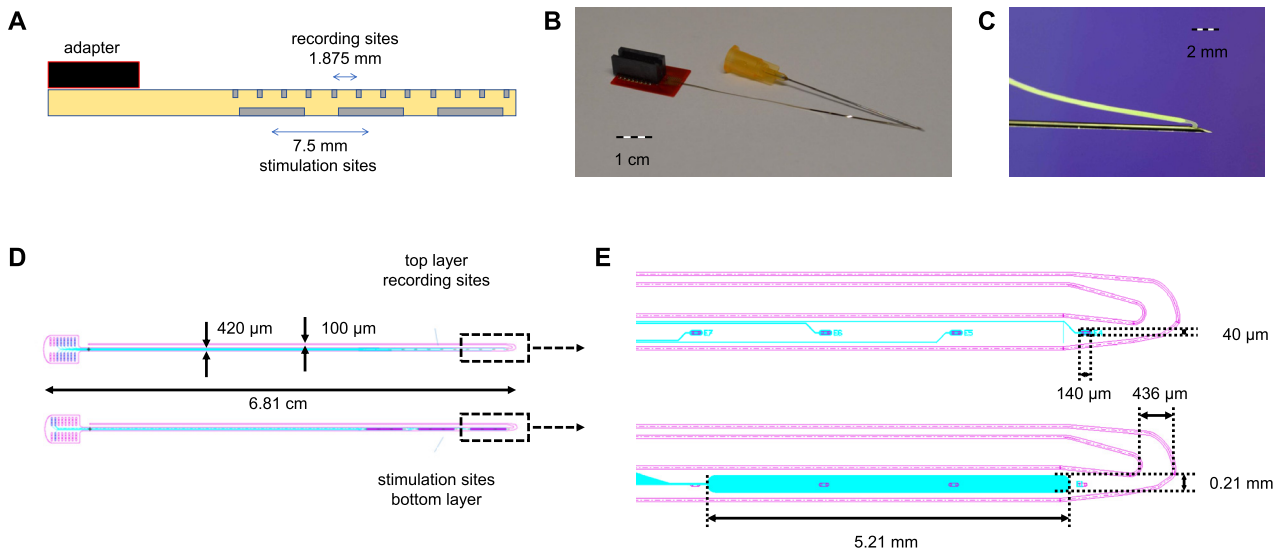 A
adapter
recording sites
1.875 mm
7.5 mm
stimulation sites
B
1 cm
C
2 mm
D
top layer
recording sites
420 µm
100 µm
6.81 cm
stimulation sites
bottom layer
E
40 µm
140 µm
436 µm
0.21 mm
5.21 mm